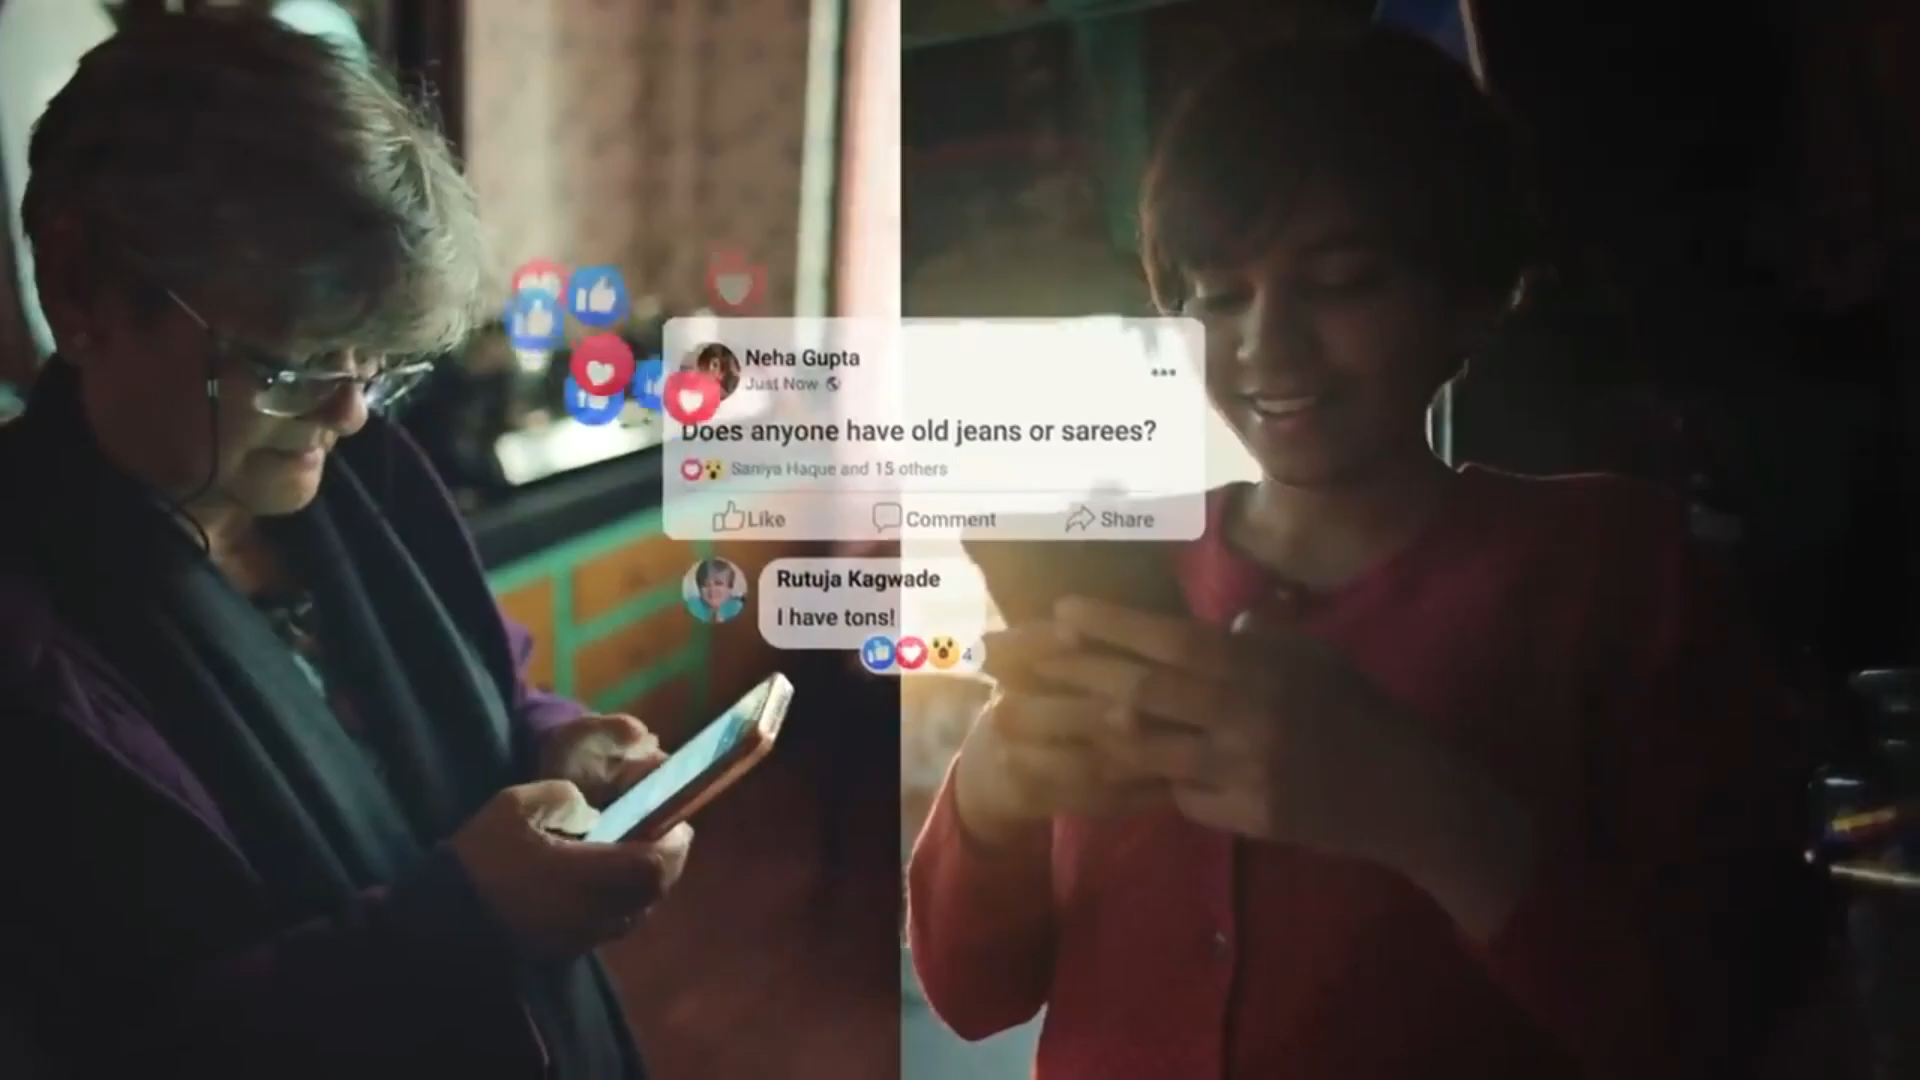 Neha Gupta
Just Now
Does anyone have old jeans or sarees?
Saniya Haque and 15 others
Like Comment Share
Rutuja Kagwade
I have tons!
4